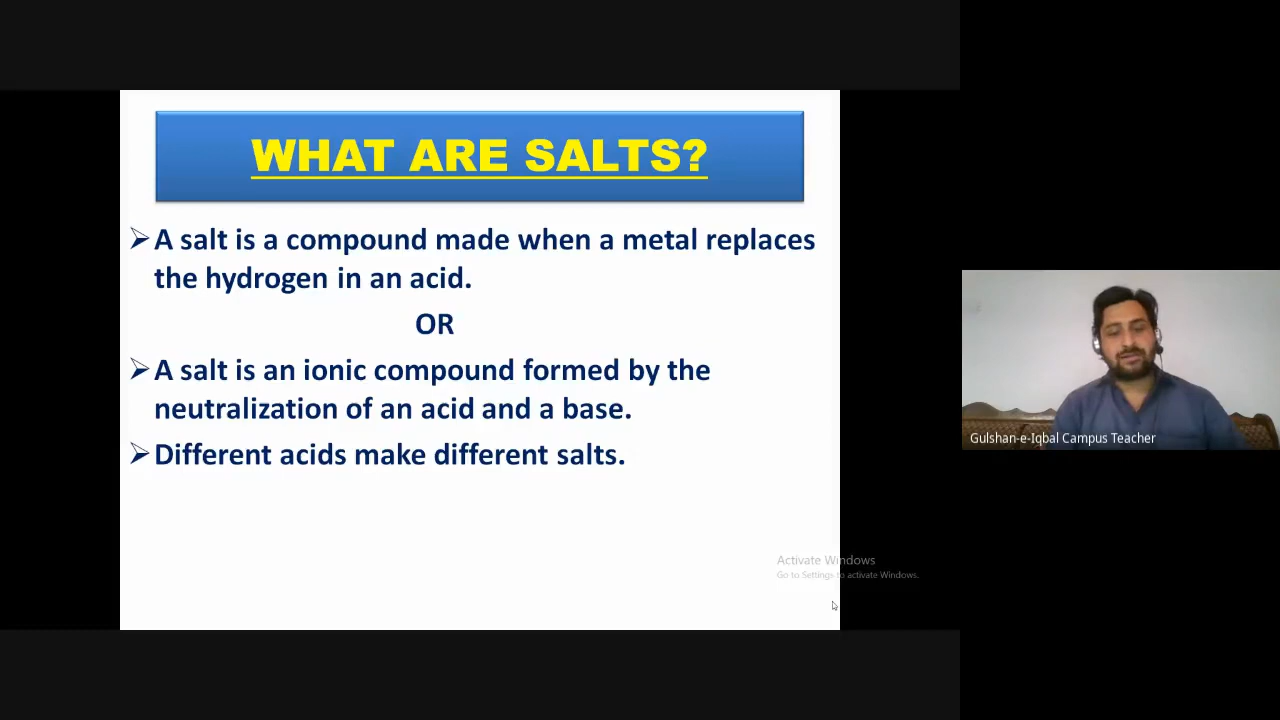 WHAT ARE SALTS?
A salt is a compound made when a metal replaces
the hydrogen in an acid.
OR
A salt is an ionic compound formed by the
neutralization of an acid and a base.
Different acids make different salts.
Gulshan-e-Iqbal Campus Teacher
Activate Windows
Go to Settings to activate Windows.